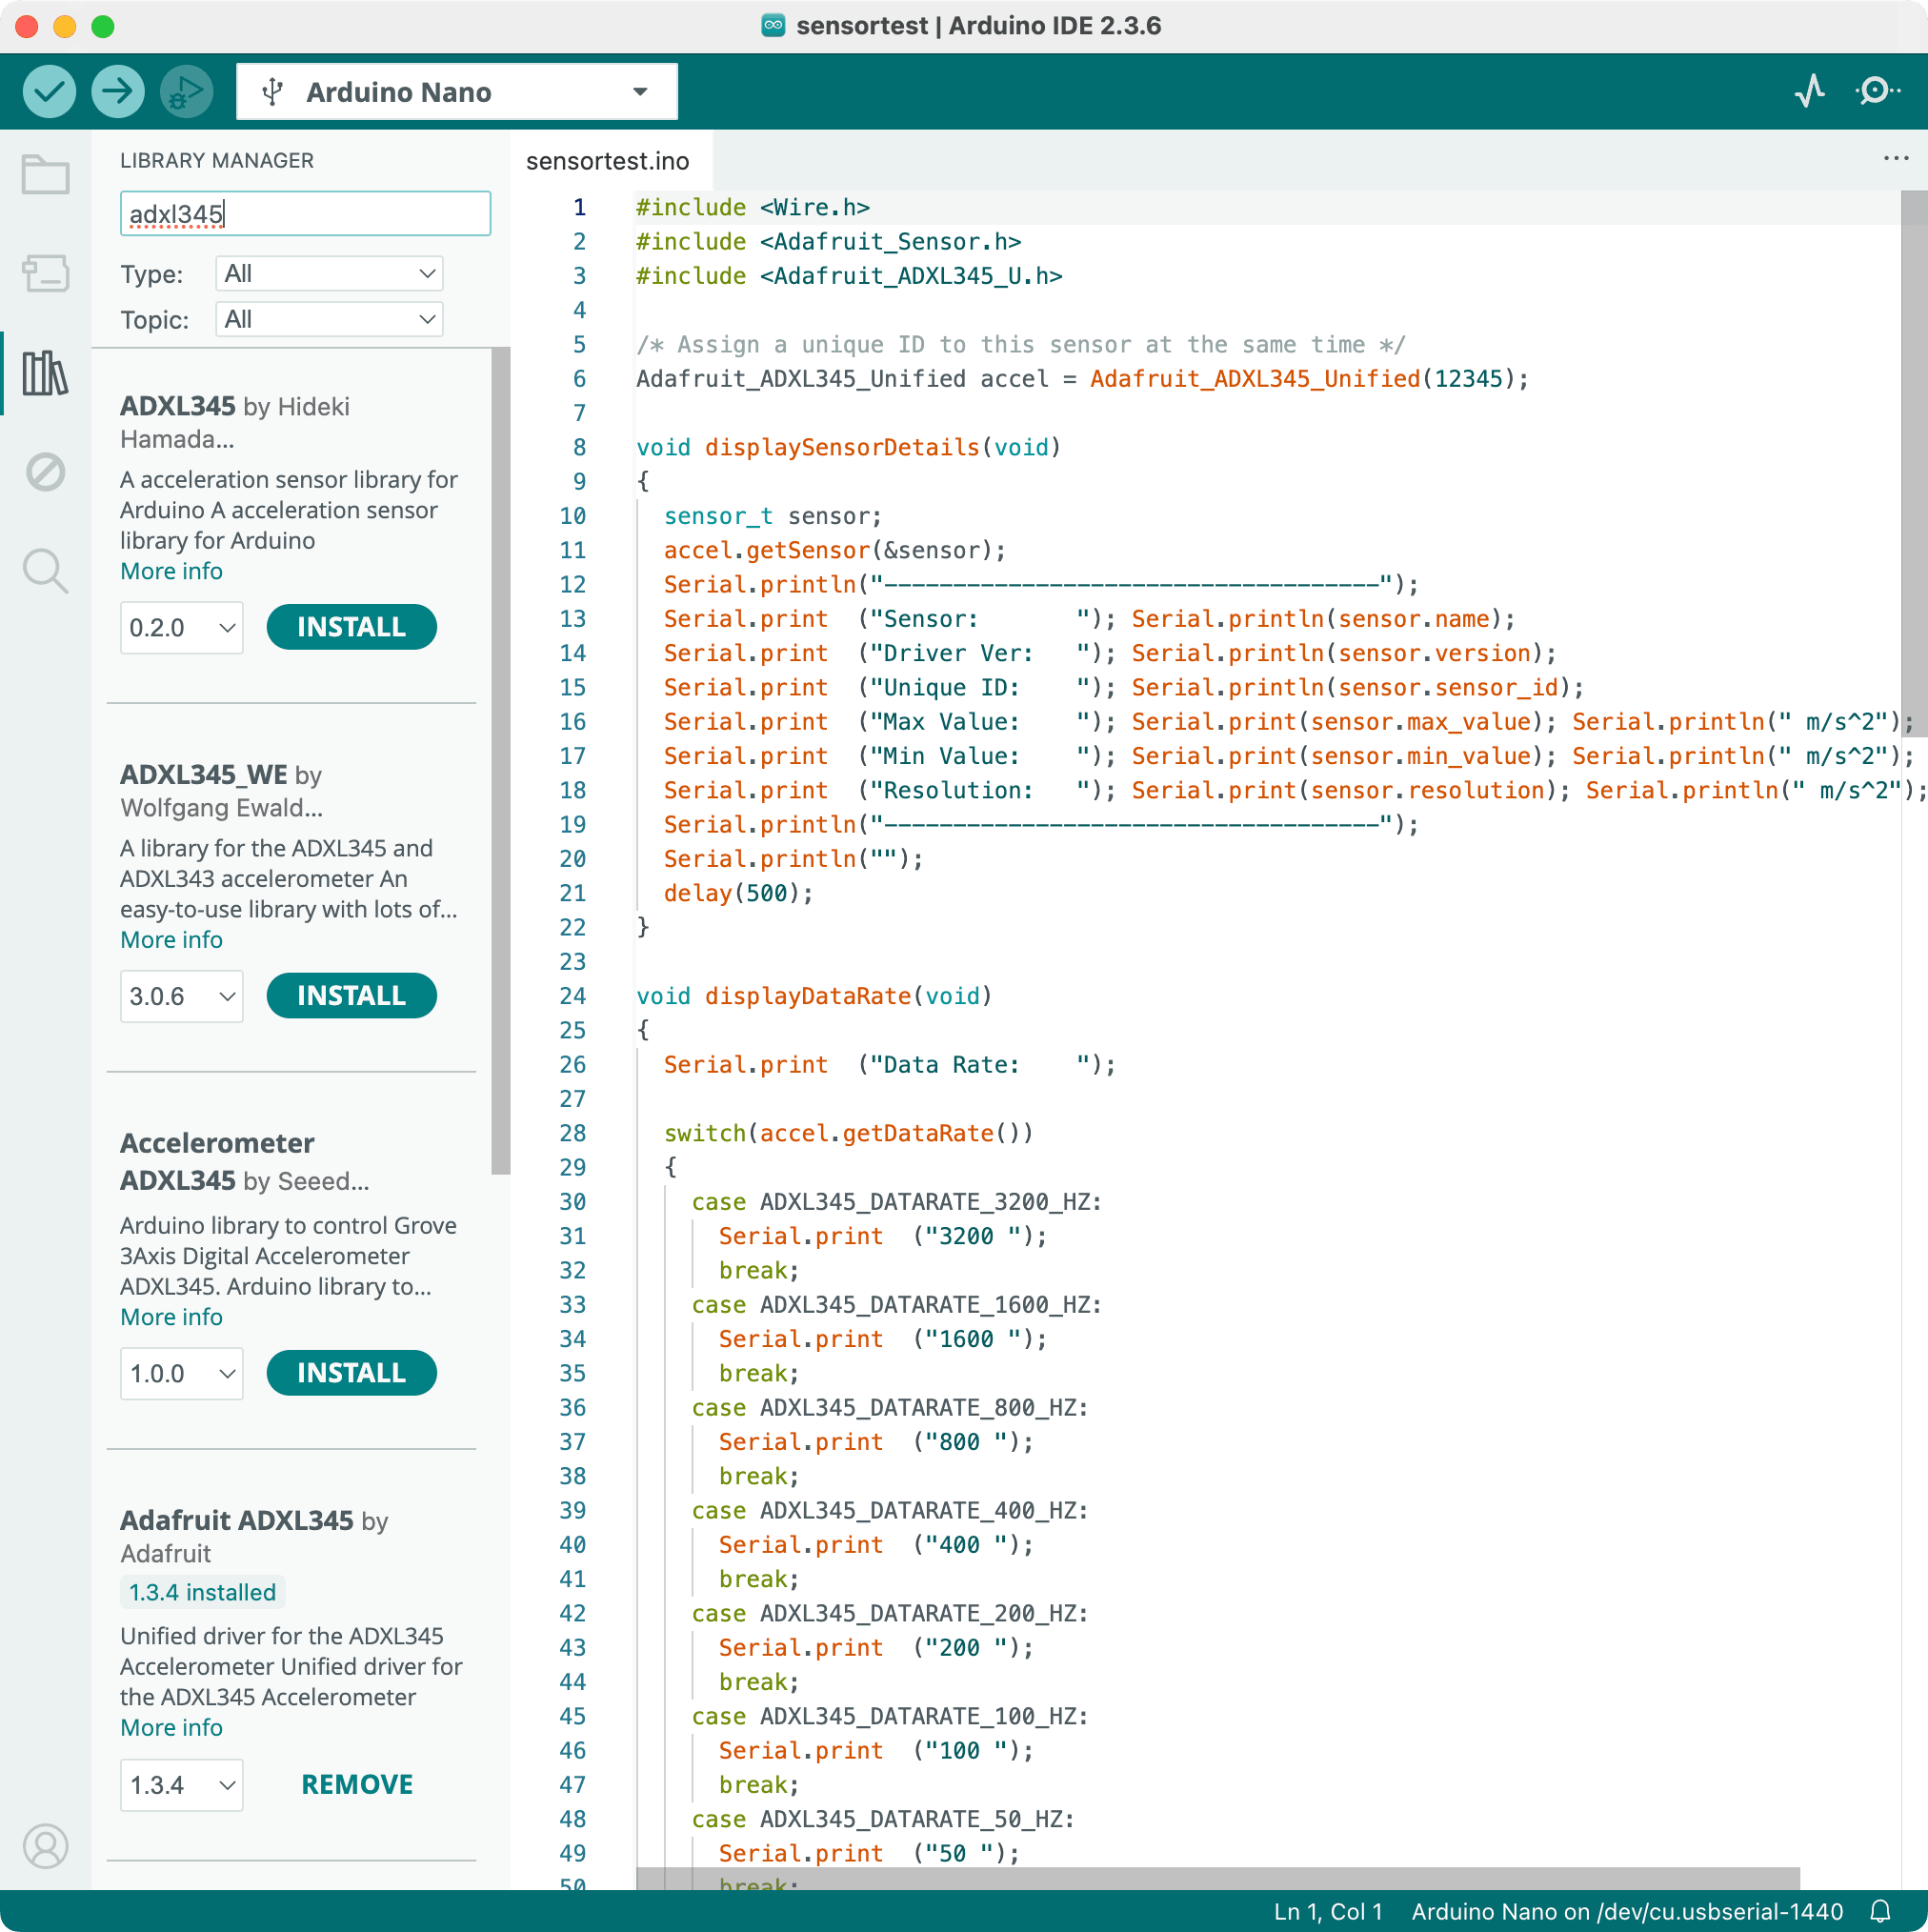 sensortest | Arduino IDE 2.3.6
Arduino Nano
LIBRARY MANAGER
adxl345
Type: All
Topic: All
ADXL345 by Hideki
Hamada...
A acceleration sensor library for
Arduino A acceleration sensor
library for Arduino
More info
0.2.0 INSTALL
ADXL345_WE by
Wolfgang Ewald...
A library for the ADXL345 and
ADXL343 accelerometer An
easy-to-use library with lots of...
More info
3.0.6 INSTALL
Accelerometer
ADXL345 by Seeed...
Arduino library to control Grove
3Axis Digital Accelerometer
ADXL345. Arduino library to...
More info
1.0.0 INSTALL
Adafruit ADXL345 by
Adafruit
1.3.4 installed
Unified driver for the ADXL345
Accelerometer Unified driver for
the ADXL345 Accelerometer
More info
1.3.4 REMOVE
sensortest.ino
1 #include <Wire.h>
2 #include <Adafruit_Sensor.h>
3 #include <Adafruit_ADXL345_U.h>
4
5 /* Assign a unique ID to this sensor at the same time */
6 Adafruit_ADXL345_Unified accel = Adafruit_ADXL345_Unified(12345);
7
8 void displaySensorDetails(void)
9 {
10 sensor_t sensor;
11 accel.getSensor(&sensor);
12 Serial.println("------------------------------------");
13 Serial.print  ("Sensor:       "); Serial.println(sensor.name);
14 Serial.print  ("Driver Ver:   "); Serial.println(sensor.version);
15 Serial.print  ("Unique ID:    "); Serial.println(sensor.sensor_id);
16 Serial.print  ("Max Value:    "); Serial.print(sensor.max_value); Serial.println(" m/s^2");
17 Serial.print  ("Min Value:    "); Serial.print(sensor.min_value); Serial.println(" m/s^2");
18 Serial.print  ("Resolution:   "); Serial.print(sensor.resolution); Serial.println(" m/s^2");
19 Serial.println("------------------------------------");
20 Serial.println("");
21 delay(500);
22 }
23
24 void displayDataRate(void)
25 {
26 Serial.print  ("Data Rate:    ");
27
28 switch(accel.getDataRate())
29 {
30 case ADXL345_DATARATE_3200_HZ:
31 Serial.print  ("3200 ");
32 break;
33 case ADXL345_DATARATE_1600_HZ:
34 Serial.print  ("1600 ");
35 break;
36 case ADXL345_DATARATE_800_HZ:
37 Serial.print  ("800 ");
38 break;
39 case ADXL345_DATARATE_400_HZ:
40 Serial.print  ("400 ");
41 break;
42 case ADXL345_DATARATE_200_HZ:
43 Serial.print  ("200 ");
44 break;
45 case ADXL345_DATARATE_100_HZ:
46 Serial.print  ("100 ");
47 break;
48 case ADXL345_DATARATE_50_HZ:
49 Serial.print  ("50 ");
50 break;
Ln 1, Col 1 Arduino Nano on /dev/cu.usbserial-1440